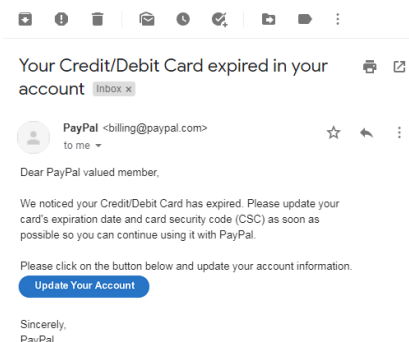 Your Credit/Debit Card expired in your
account Inbox x
PayPal <billing@paypal.com>
to me
Dear PayPal valued member,
We noticed your Credit/Debit Card has expired. Please update your
card's expiration date and card security code (CSC) as soon as
possible so you can continue using it with PayPal.
Please click on the button below and update your account information.
Update Your Account
Sincerely,
PayPal